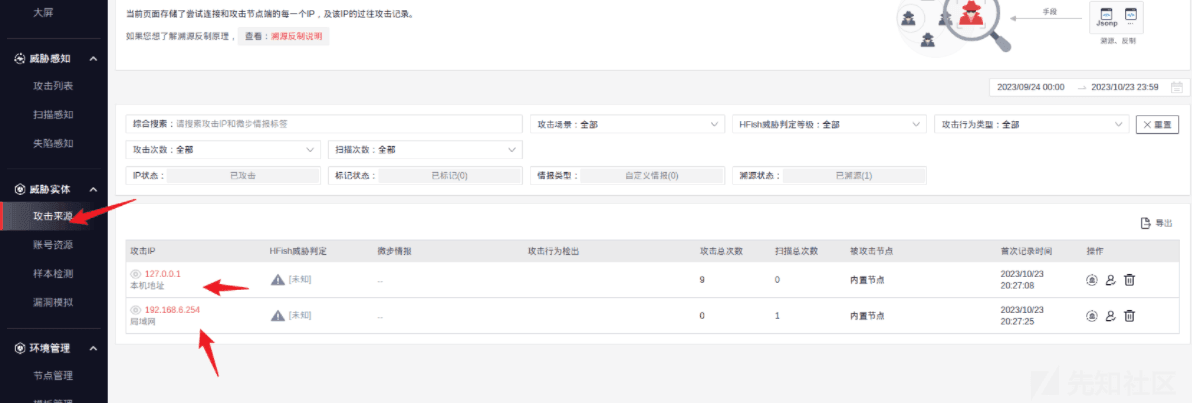 大屏
威胁感知
攻击列表
扫描感知
失陷感知
威胁实体
攻击来源
账号资源
样本检测
漏洞模拟
环境管理
节点管理
模板管理
当前页面存储了尝试连接和攻击节点端的每一个IP，及该IP的过往攻击记录。
如果您想了解溯源反制原理， 查看：溯源反制说明
手段
Jsonp
...
溯源、反制
2023/09/24 00:00 → 2023/10/23 23:59
综合搜索：请搜索攻击IP和微步情报标签
攻击场景：全部
HFish威胁判定等级：全部
攻击行为类型：全部
重置
攻击次数：全部
扫描次数：全部
IP状态： 已攻击
标记状态： 已标记(0)
情报类型： 自定义情报(0)
溯源状态： 已溯源(1)
导出
攻击IP HFish威胁判定 微步情报 攻击行为检出 攻击总次数 扫描总次数 被攻击节点 首次记录时间 操作
127.0.0.1
本机地址
[未知] -- 9 0 内置节点 2023/10/23
20:27:08
192.168.6.254
局域网
[未知] -- 0 1 内置节点 2023/10/23
20:27:25
先知社区